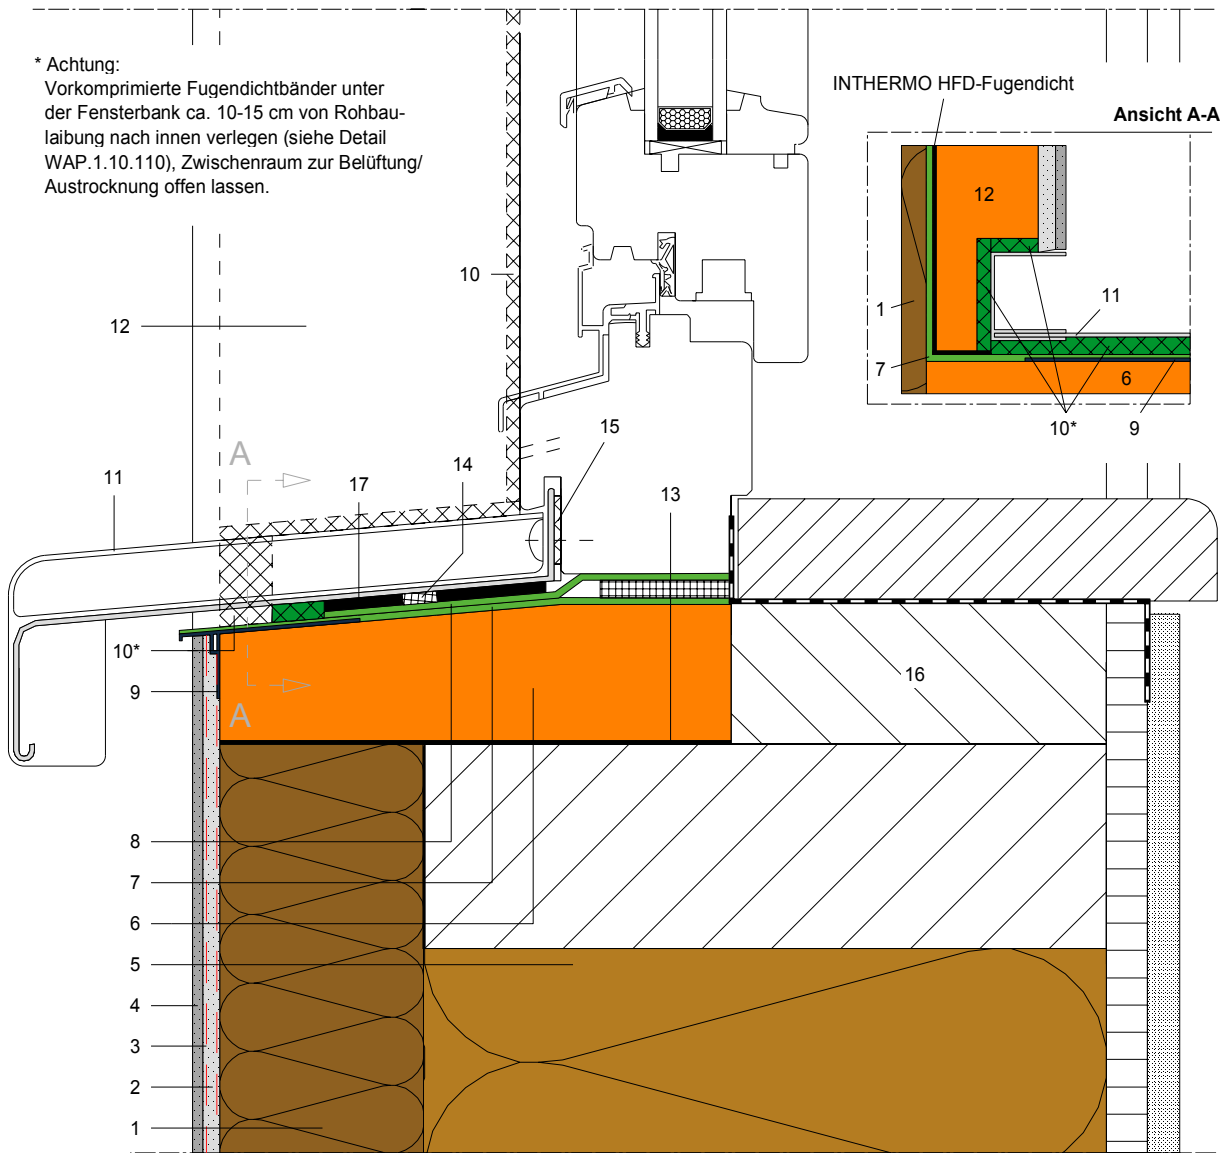 * Achtung:
Vorkomprimierte Fugendichtbänder unter
der Fensterbank ca. 10-15 cm von Rohbau-
laibung nach innen verlegen (siehe Detail
WAP.1.10.110), Zwischenraum zur Belüftung/
Austrocknung offen lassen.
INTHERMO HFD-Fugendicht
Ansicht A-A
12
1
11
7
6
10*
9
10
12
15
A
14
11
17
13
10*
16
9
A
8
7
6
5
4
3
2
1